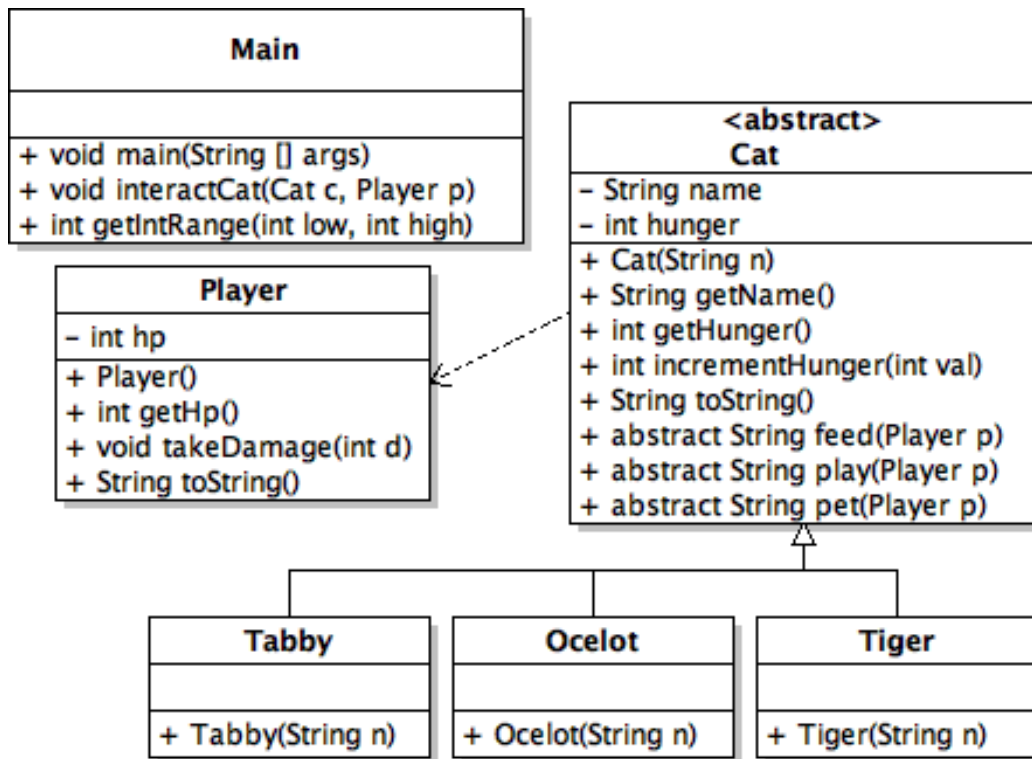 Main
+ void main(String [] args)
+ void interactCat(Cat c, Player p)
+ int getIntRange(int low, int high)
<abstract>
Cat
- String name
- int hunger
+ Cat(String n)
+ String getName()
+ int getHunger()
+ int incrementHunger(int val)
+ String toString()
+ abstract String feed(Player p)
+ abstract String play(Player p)
+ abstract String pet(Player p)
Player
- int hp
+ Player()
+ int getHp()
+ void takeDamage(int d)
+ String toString()
Tabby
+ Tabby(String n)
Ocelot
+ Ocelot(String n)
Tiger
+ Tiger(String n)